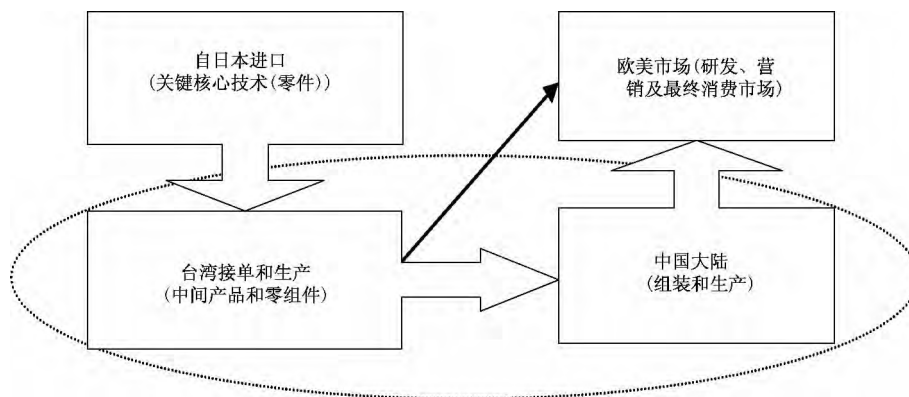 自日本进口
(关键核心技术(零件))
欧美市场(研发、营
销及最终消费市场)
台湾接单和生产
(中间产品和零组件)
中国大陆
(组装和生产)